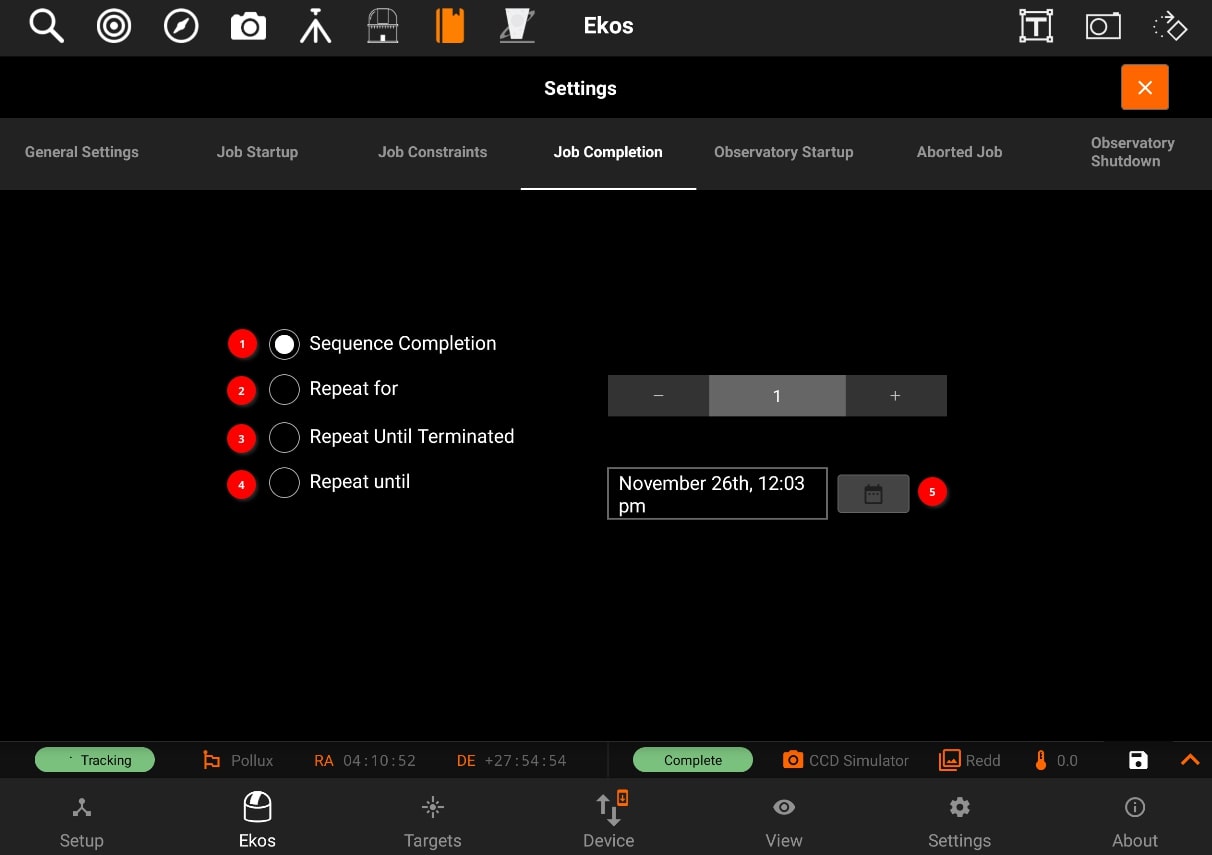 Ekos
Settings
General Settings
Job Startup
Job Constraints
Job Completion
Observatory Startup
Aborted Job
Observatory
Shutdown
1 Sequence Completion
2 Repeat for
− 1 +
3 Repeat Until Terminated
4 Repeat until
November 26th, 12:03
pm
5
Tracking
Pollux
RA 04:10:52
DE +27:54:54
Complete
CCD Simulator
Redd
0.0
Setup
Ekos
Targets
Device
View
Settings
About